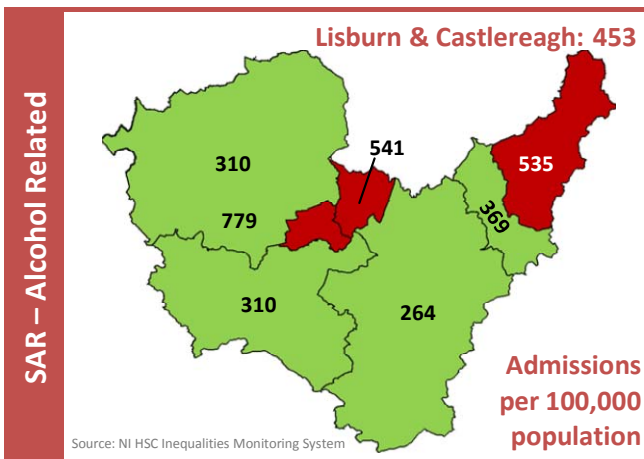 SAR – Alcohol Related
Lisburn & Castlereagh: 453
541
310
535
779
369
310
264
Admissions
per 100,000
population
Source: NI HSC Inequalities Monitoring System